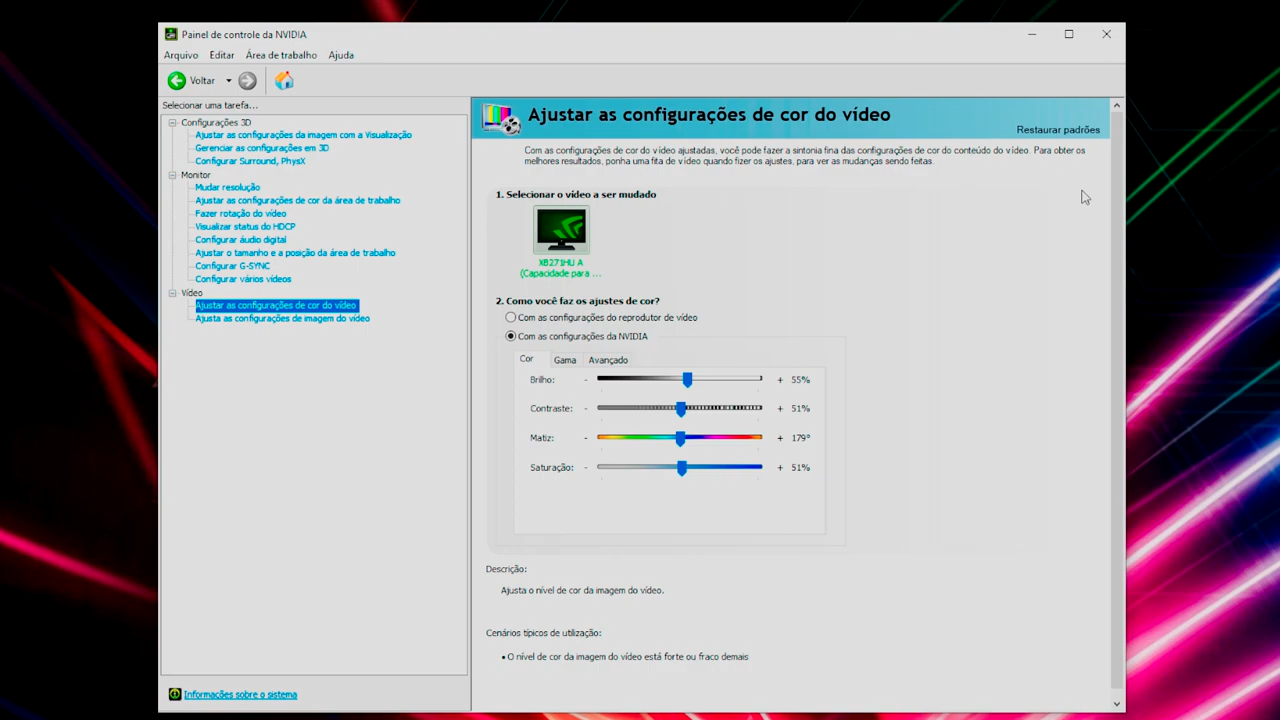 Painel de controle da NVIDIA
Arquivo Editar Área de trabalho Ajuda
Voltar
Selecionar uma tarefa...
Configurações 3D
Ajustar as configurações da imagem com a Visualização
Gerenciar as configurações em 3D
Configurar Surround, PhysX
Monitor
Mudar resolução
Ajustar as configurações de cor da área de trabalho
Fazer rotação do vídeo
Visualizar status do HDCP
Configurar áudio digital
Ajustar o tamanho e a posição da área de trabalho
Configurar G-SYNC
Configurar vários vídeos
Vídeo
Ajustar as configurações de cor do vídeo
Ajusta as configurações de imagem do vídeo
Informações sobre o sistema
Ajustar as configurações de cor do vídeo
Restaurar padrões
Com as configurações de cor do vídeo ajustadas, você pode fazer a sintonia fina das configurações de cor do conteúdo do vídeo. Para obter os
melhores resultados, ponha uma fita de vídeo quando fizer os ajustes, para ver as mudanças sendo feitas.
1. Selecionar o vídeo a ser mudado
XB271HU A
(Capacidade para ...
2. Como você faz os ajustes de cor?
Com as configurações do reprodutor de vídeo
Com as configurações da NVIDIA
Cor Gama Avançado
Brilho: - + 55%
Contraste: - + 51%
Matiz: - + 179°
Saturação: - + 51%
Descrição:
Ajusta o nível de cor da imagem do vídeo.
Cenários típicos de utilização:
• O nível de cor da imagem do vídeo está forte ou fraco demais